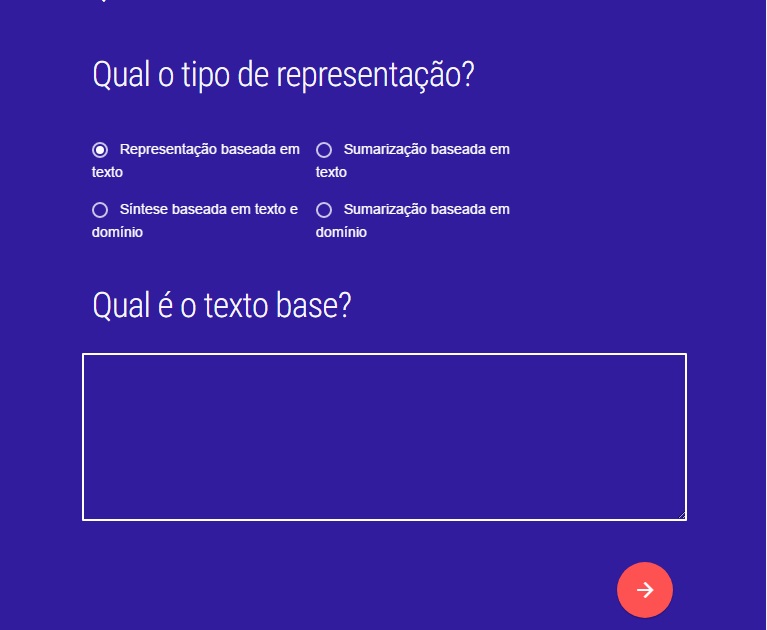 Qual o tipo de representação?
Representação baseada em texto
Sumarização baseada em texto
Síntese baseada em texto e domínio
Sumarização baseada em domínio
Qual é o texto base?